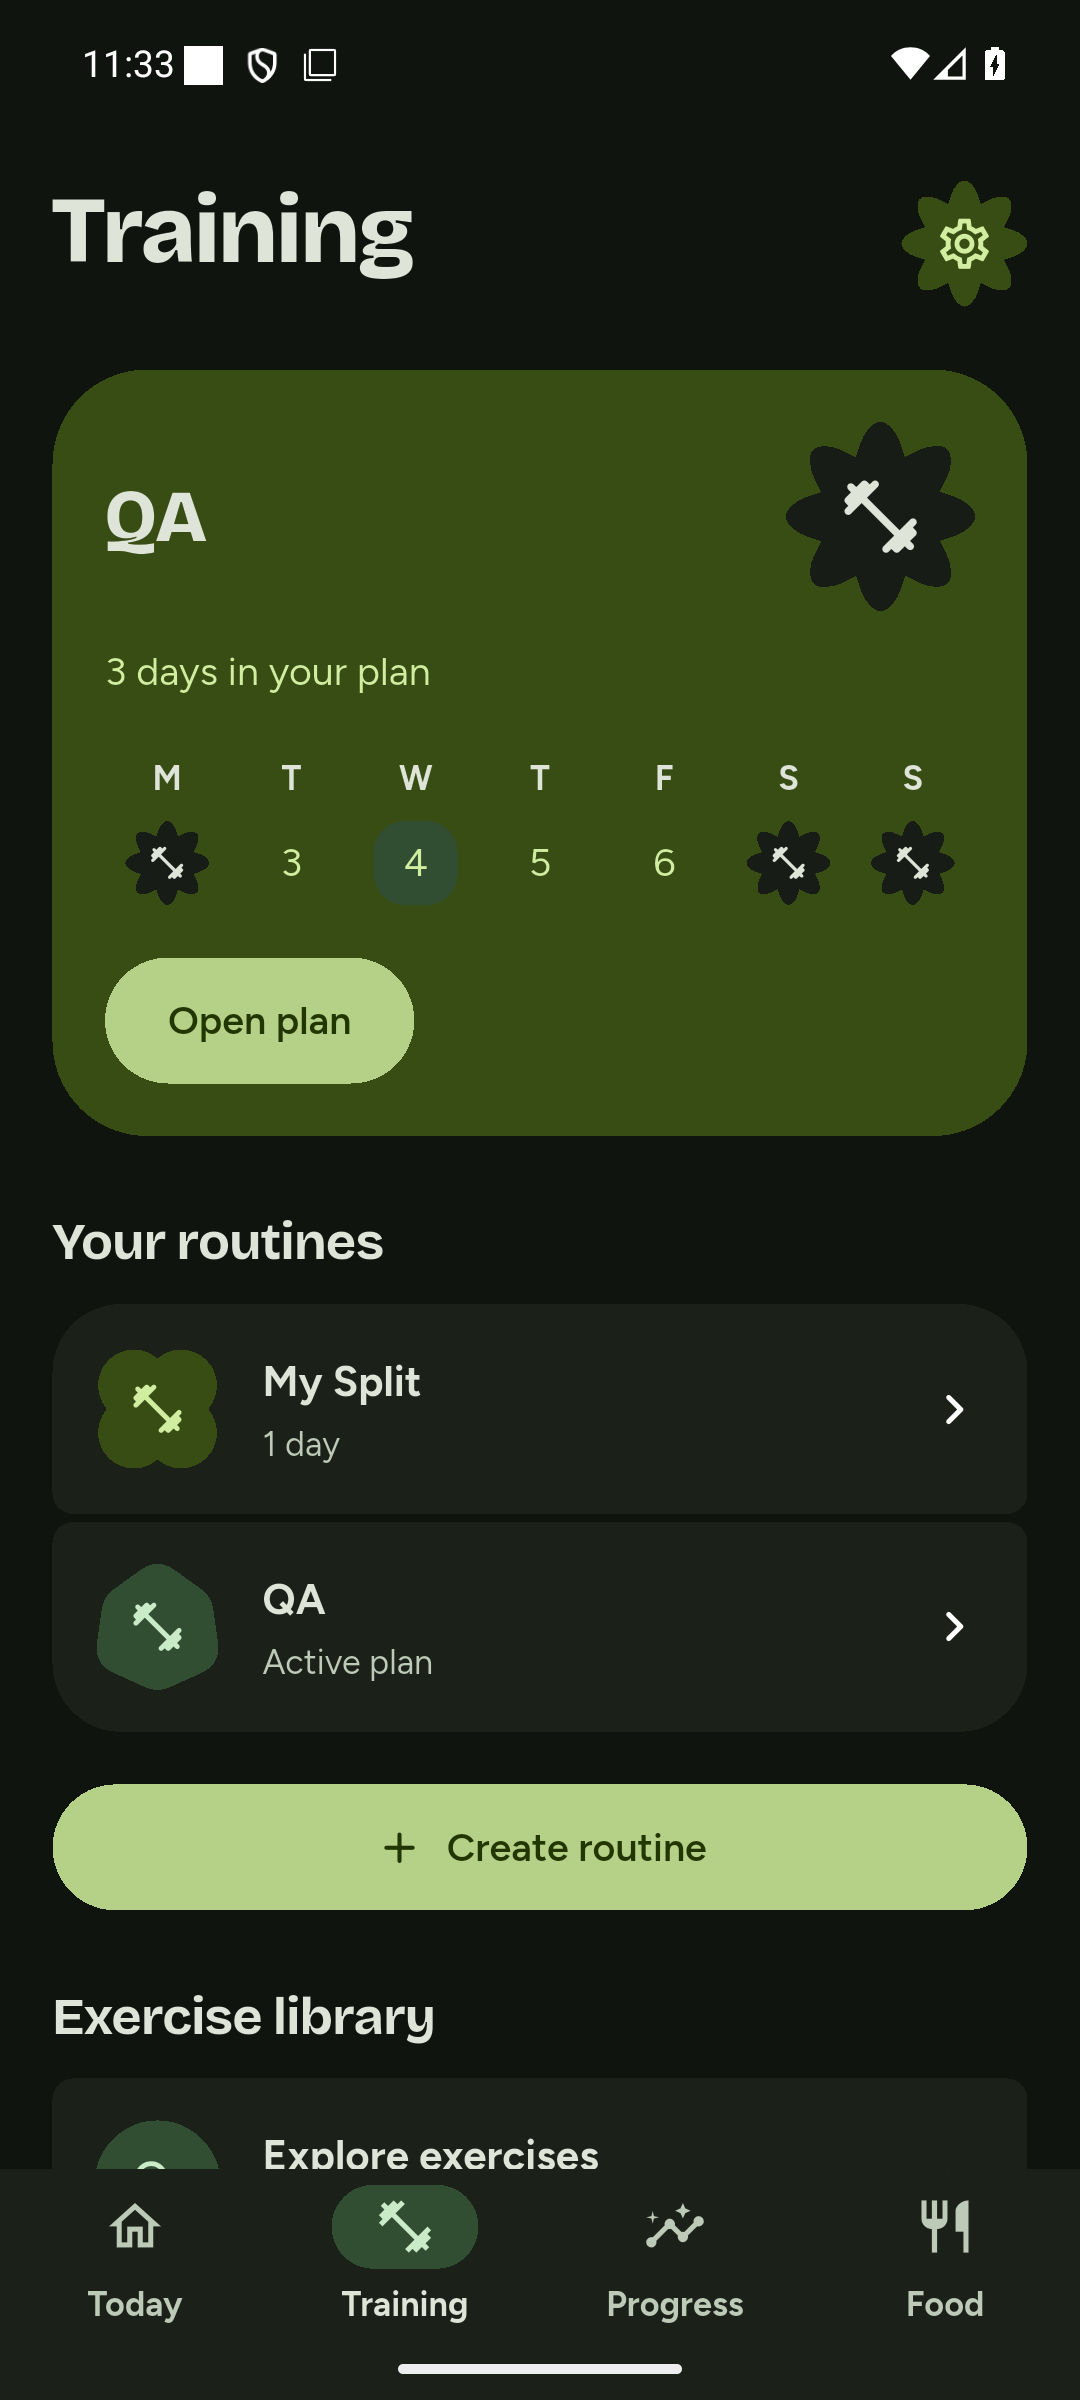 11:33
Training
QA
3 days in your plan
M T W T F S S
3 4 5 6
Open plan
Your routines
My Split
1 day
QA
Active plan
Create routine
Exercise library
Explore exercises
Today Training Progress Food